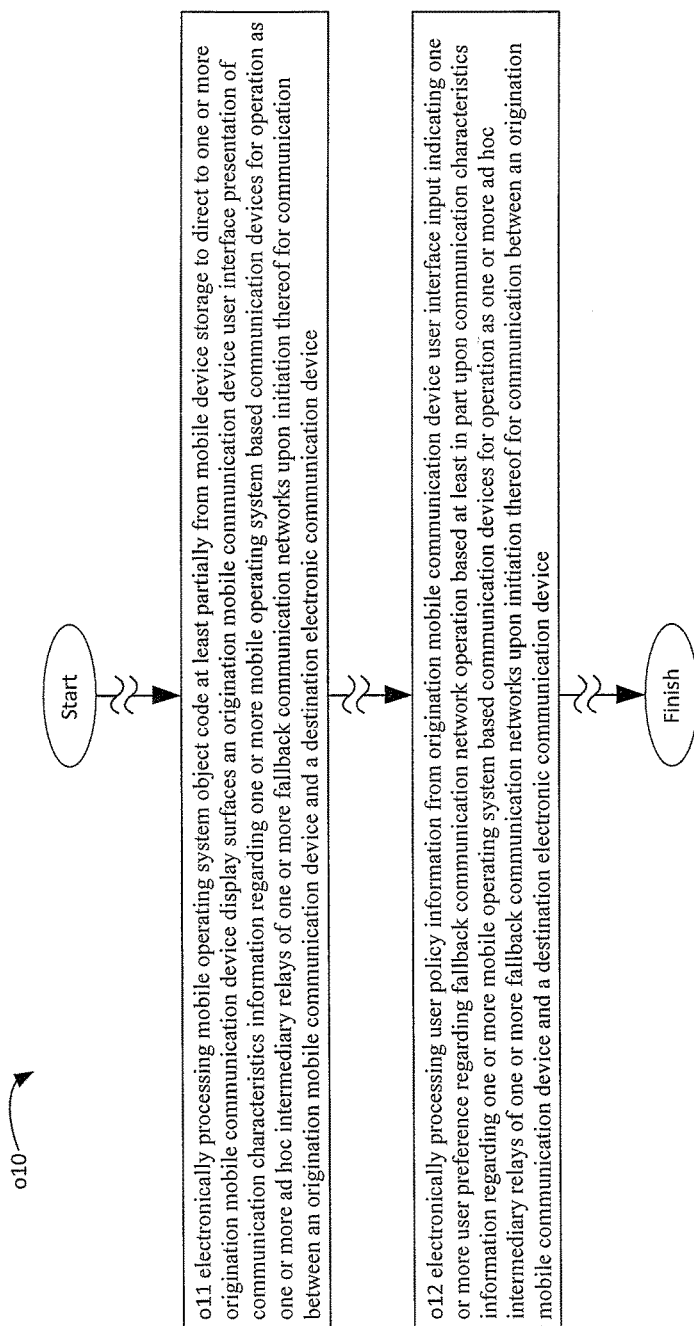 o10
Start
o11 electronically processing mobile operating system object code at least partially from mobile device storage to direct to one or more
origination mobile communication device display surfaces an origination mobile communication device user interface presentation of
communication characteristics information regarding one or more mobile operating system based communication devices for operation as
one or more ad hoc intermediary relays of one or more fallback communication networks upon initiation thereof for communication
between an origination mobile communication device and a destination electronic communication device
o12 electronically processing user policy information from origination mobile communication device user interface input indicating one
or more user preference regarding fallback communication network operation based at least in part upon communication characteristics
information regarding one or more mobile operating system based communication devices for operation as one or more ad hoc
intermediary relays of one or more fallback communication networks upon initiation thereof for communication between an origination
mobile communication device and a destination electronic communication device
Finish